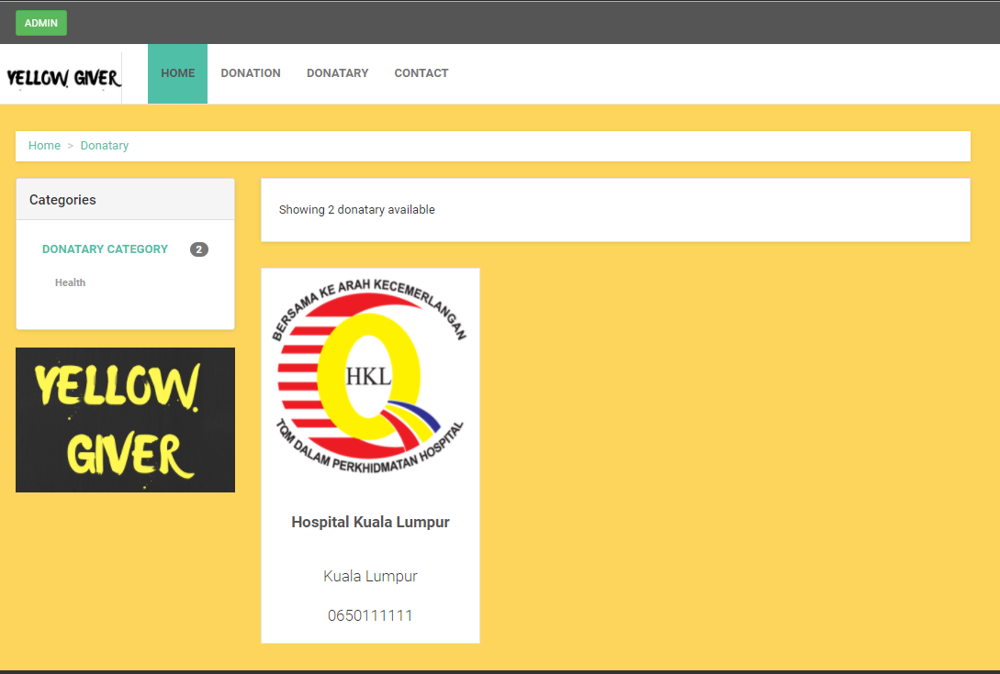 ADMIN
YELLOW GIVER
HOME DONATION DONATARY CONTACT
Home > Donatary
Categories
DONATARY CATEGORY 2
Health
YELLOW
GIVER
Showing 2 donatary available
BERSAMA KE ARAH KECEMERLANGAN
HKL
TQM DALAM PERKHIDMATAN HOSPITAL
Hospital Kuala Lumpur
Kuala Lumpur
0650111111